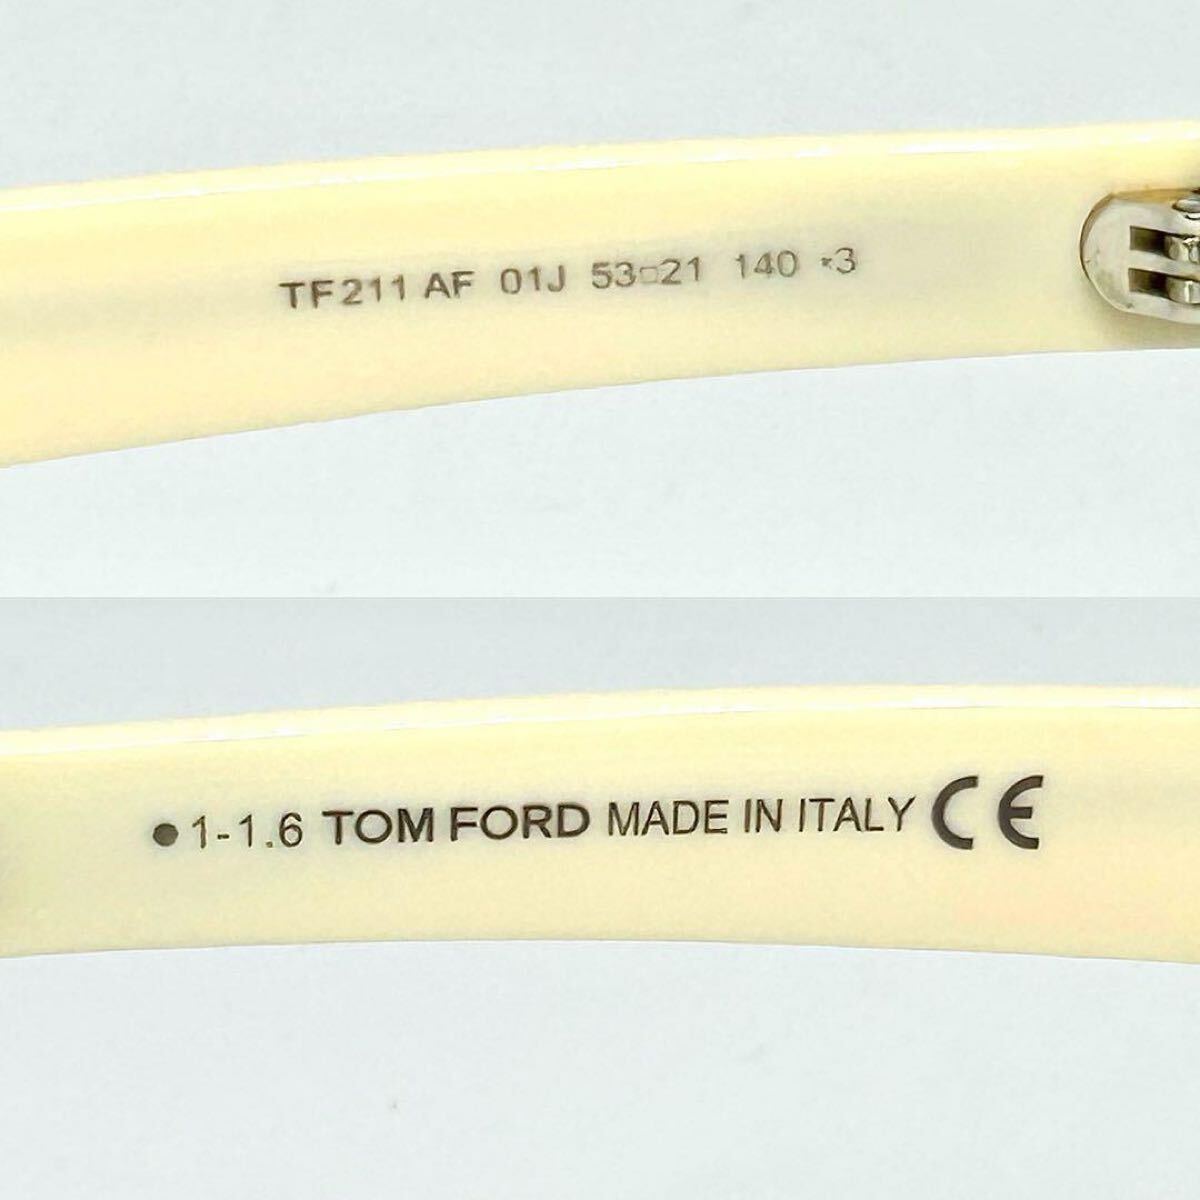 TF211 AF 01J 53□21 140 *3
●1-1.6 TOM FORD MADE IN ITALY CE